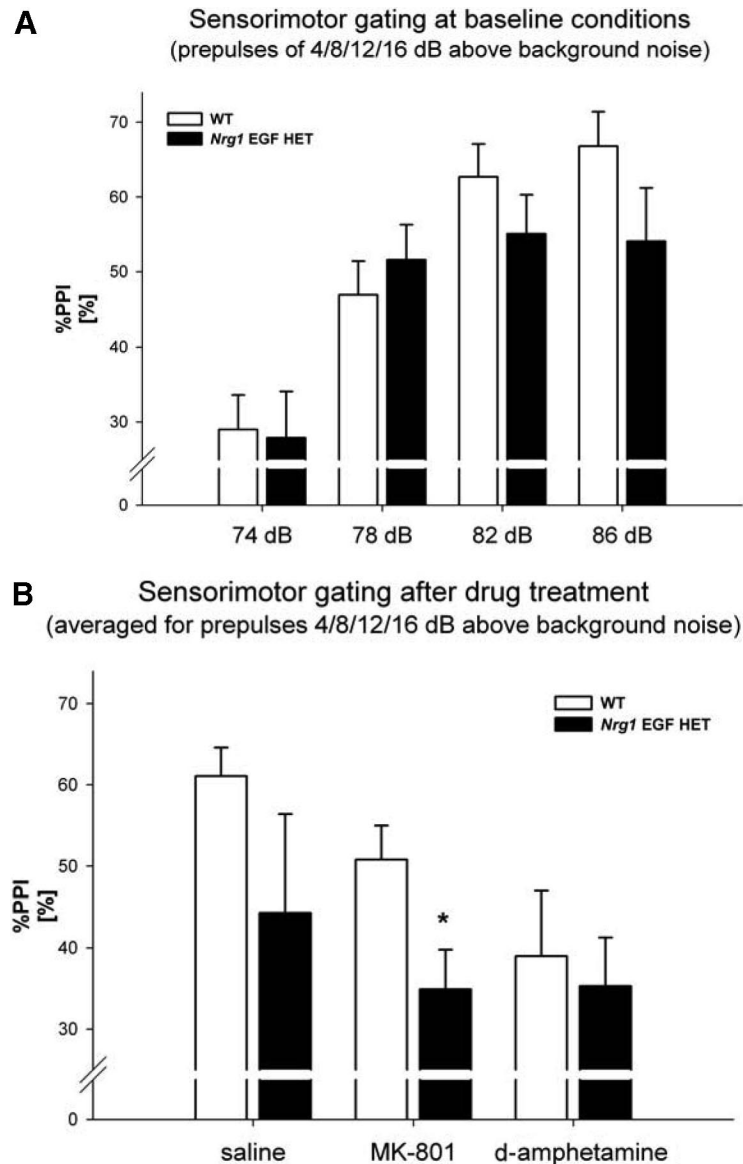 A
Sensorimotor gating at baseline conditions
(prepulses of 4/8/12/16 dB above background noise)
WT
Nrg1 EGF HET
%PPI
[%]
70
60
50
40
30
0
74 dB
78 dB
82 dB
86 dB
B
Sensorimotor gating after drug treatment
(averaged for prepulses 4/8/12/16 dB above background noise)
WT
Nrg1 EGF HET
%PPI
[%]
70
60
50
40
30
0
*
saline
MK-801
d-amphetamine